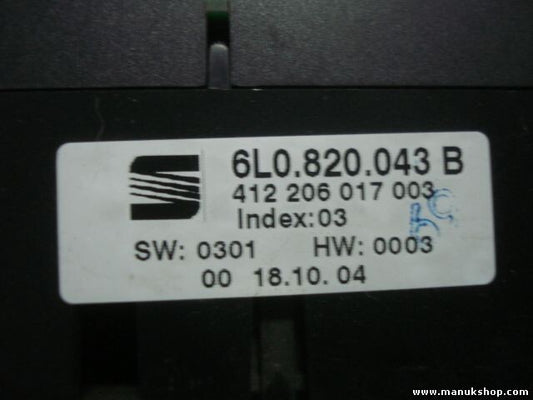 6L0.820.043 B
412 206 017 003
Index:03
SW: 0301 HW: 0003
00 18.10. 04
www.manukshop.com